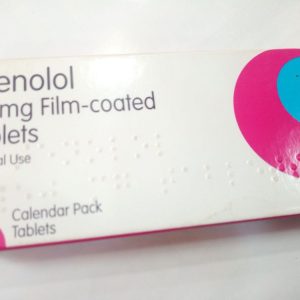 enolol
mg Film-coated
blets
al Use
Calendar Pack
Tablets